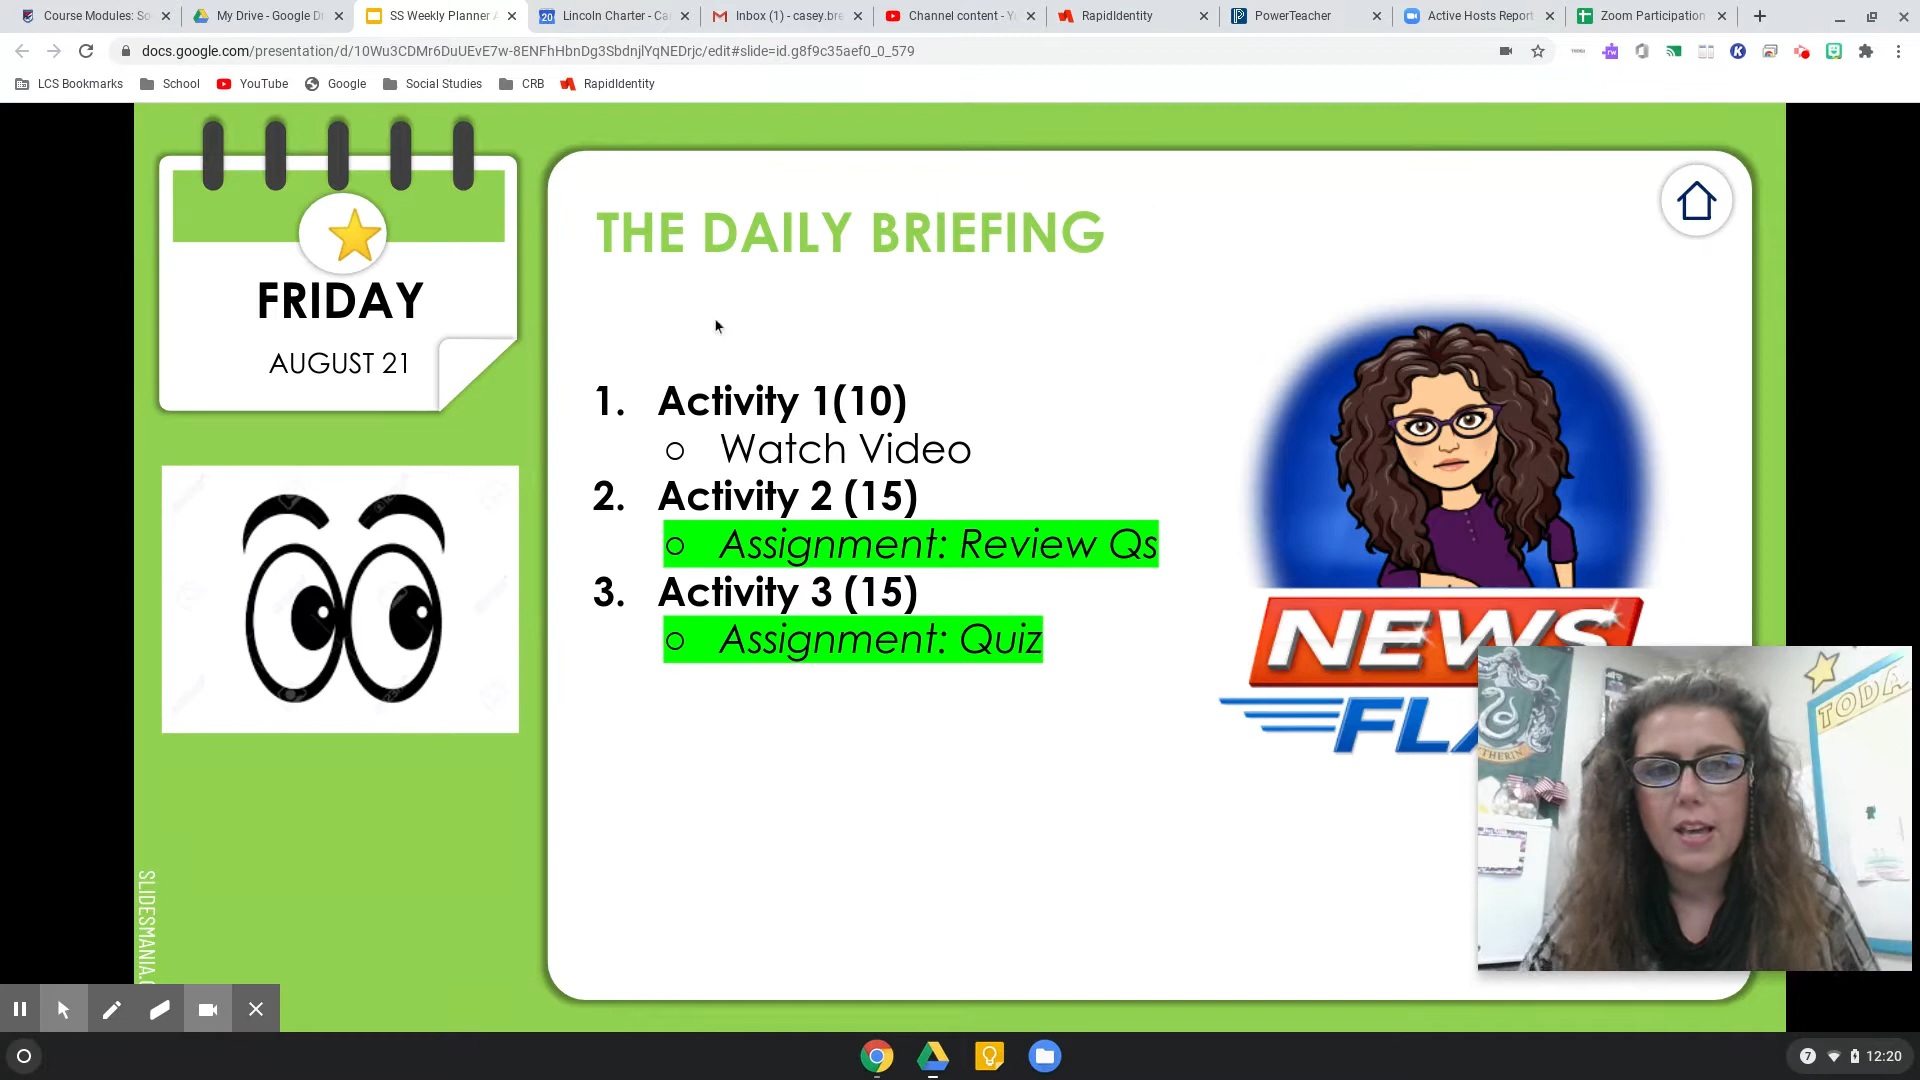 Course Modules: So
My Drive - Google Dr
SS Weekly Planner A
Lincoln Charter - Ca
Inbox (1) - casey.bre
Channel content - Y
RapidIdentity
PowerTeacher
Active Hosts Report
Zoom Participation
docs.google.com/presentation/d/10Wu3CDMr6DuUEvE7w-8ENFhHbnDg3SbdnjlYqNEDrjc/edit#slide=id.g8f9c35aef0_0_579
LCS Bookmarks
School
YouTube
Google
Social Studies
CRB
RapidIdentity
FRIDAY
AUGUST 21
THE DAILY BRIEFING
1. Activity 1(10)
○ Watch Video
2. Activity 2 (15)
○ Assignment: Review Qs
3. Activity 3 (15)
○ Assignment: Quiz
NEWS
FLA
THERIN
TODA
SLIDESMANIA.C
7
12:20